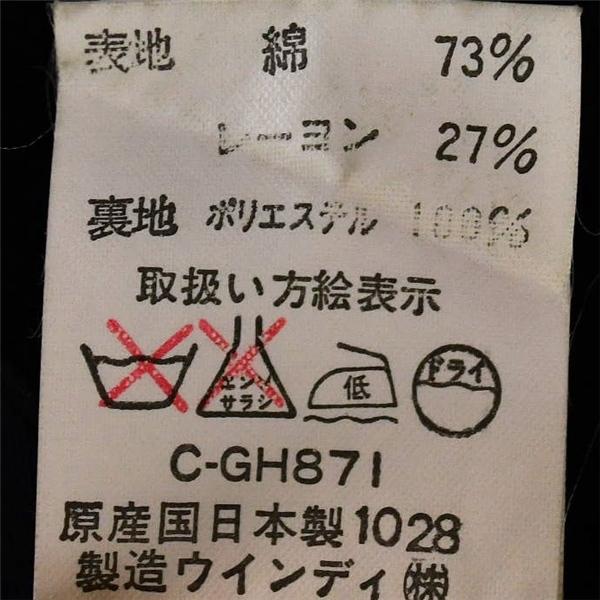 表地 綿 73%
レーヨン 27%
裏地 ポリエステル 100%
取扱い方絵表示
エンソ サラシ 低 ドライ
C-GH871
原産国日本製1028
製造ウインディ㈱